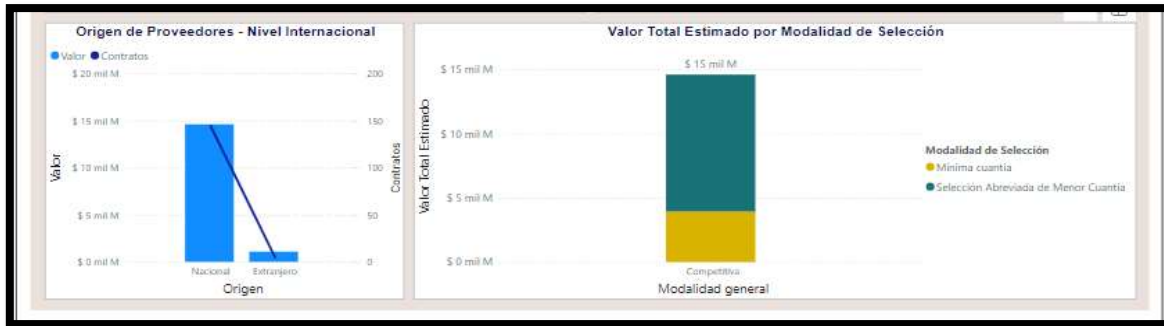 Origen de Proveedores - Nivel Internacional
Valor Contratos
$ 20 mil M
$ 15 mil M
$ 10 mil M
$ 5 mil M
$ 0 mil M
Valor
200
150
100
50
0
Contratos
Nacional Extranjero
Origen
Valor Total Estimado por Modalidad de Selección
$ 15 mil M
$ 15 mil M
$ 10 mil M
$ 5 mil M
$ 0 mil M
Valor Total Estimado
Competitiva
Modalidad general
Modalidad de Selección
Mínima cuantía
Selección Abreviada de Menor Cuantía